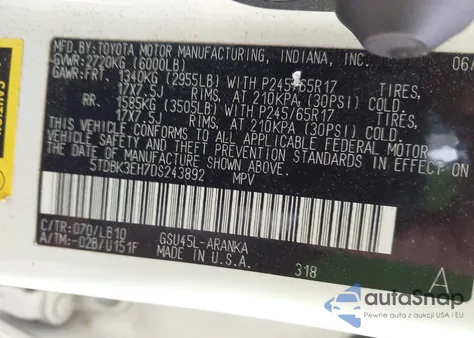 MFD.BY: TOYOTA MOTOR MANUFACTURING, INDIANA, INC. 06/
GVWR: 2720KG (6000LB)
GAWR:FRT. 1340KG (2955LB) WITH P245/65R17 TIRES,
17X7.5J RIMS, AT 210KPA, (30PSI) COLD.
RR. 1585KG (3505LB) WITH P245/65R17 TIRES,
17X7.5J RIMS, AT 210KPA, (30PSI) COLD.
THIS VEHICLE CONFORMS TO ALL APPLICABLE FEDERAL MOTOR
VEHICLE SAFETY AND THEFT PREVENTION STANDARDS IN EFFECT ON
THE DATE OF MANUFACTURE SHOWN ABOVE.
5TDBK3EH7DS243892 MPV
C/TR:070/LB10 GSU45L-ARANKA
A/TM:-02B/U151F MADE IN U.S.A. 318 A
autaSnap
Pewne auta z aukcji USA i EU